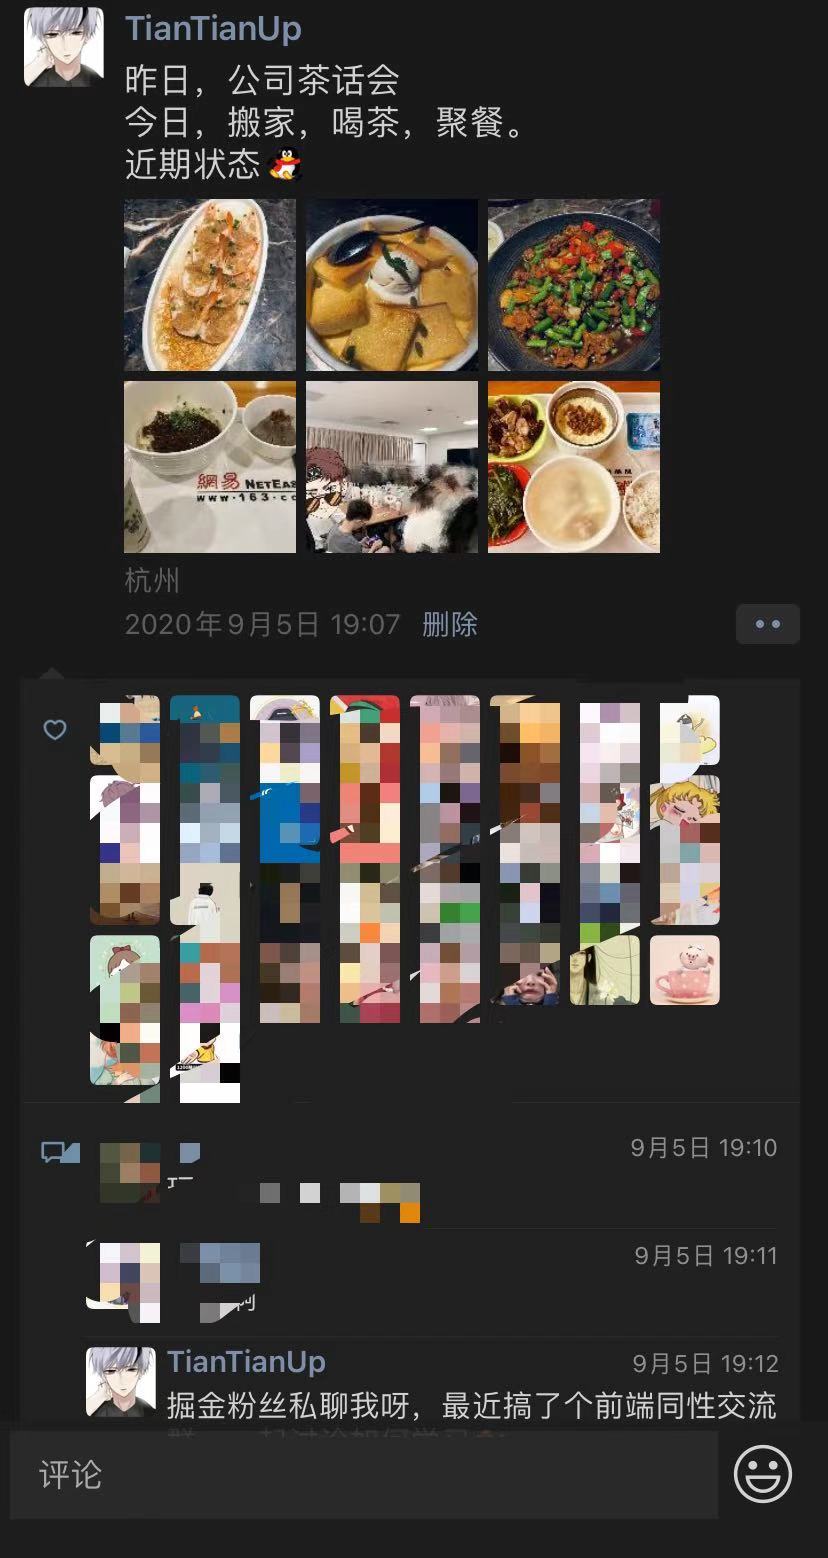 TianTianUp
昨日，公司茶话会
今日，搬家，喝茶，聚餐。
近期状态
網易 NETEAS
www.163.co
杭州
2020年9月5日 19:07 删除
9月5日 19:10
9月5日 19:11
TianTianUp 9月5日 19:12
掘金粉丝私聊我呀，最近搞了个前端同性交流
评论